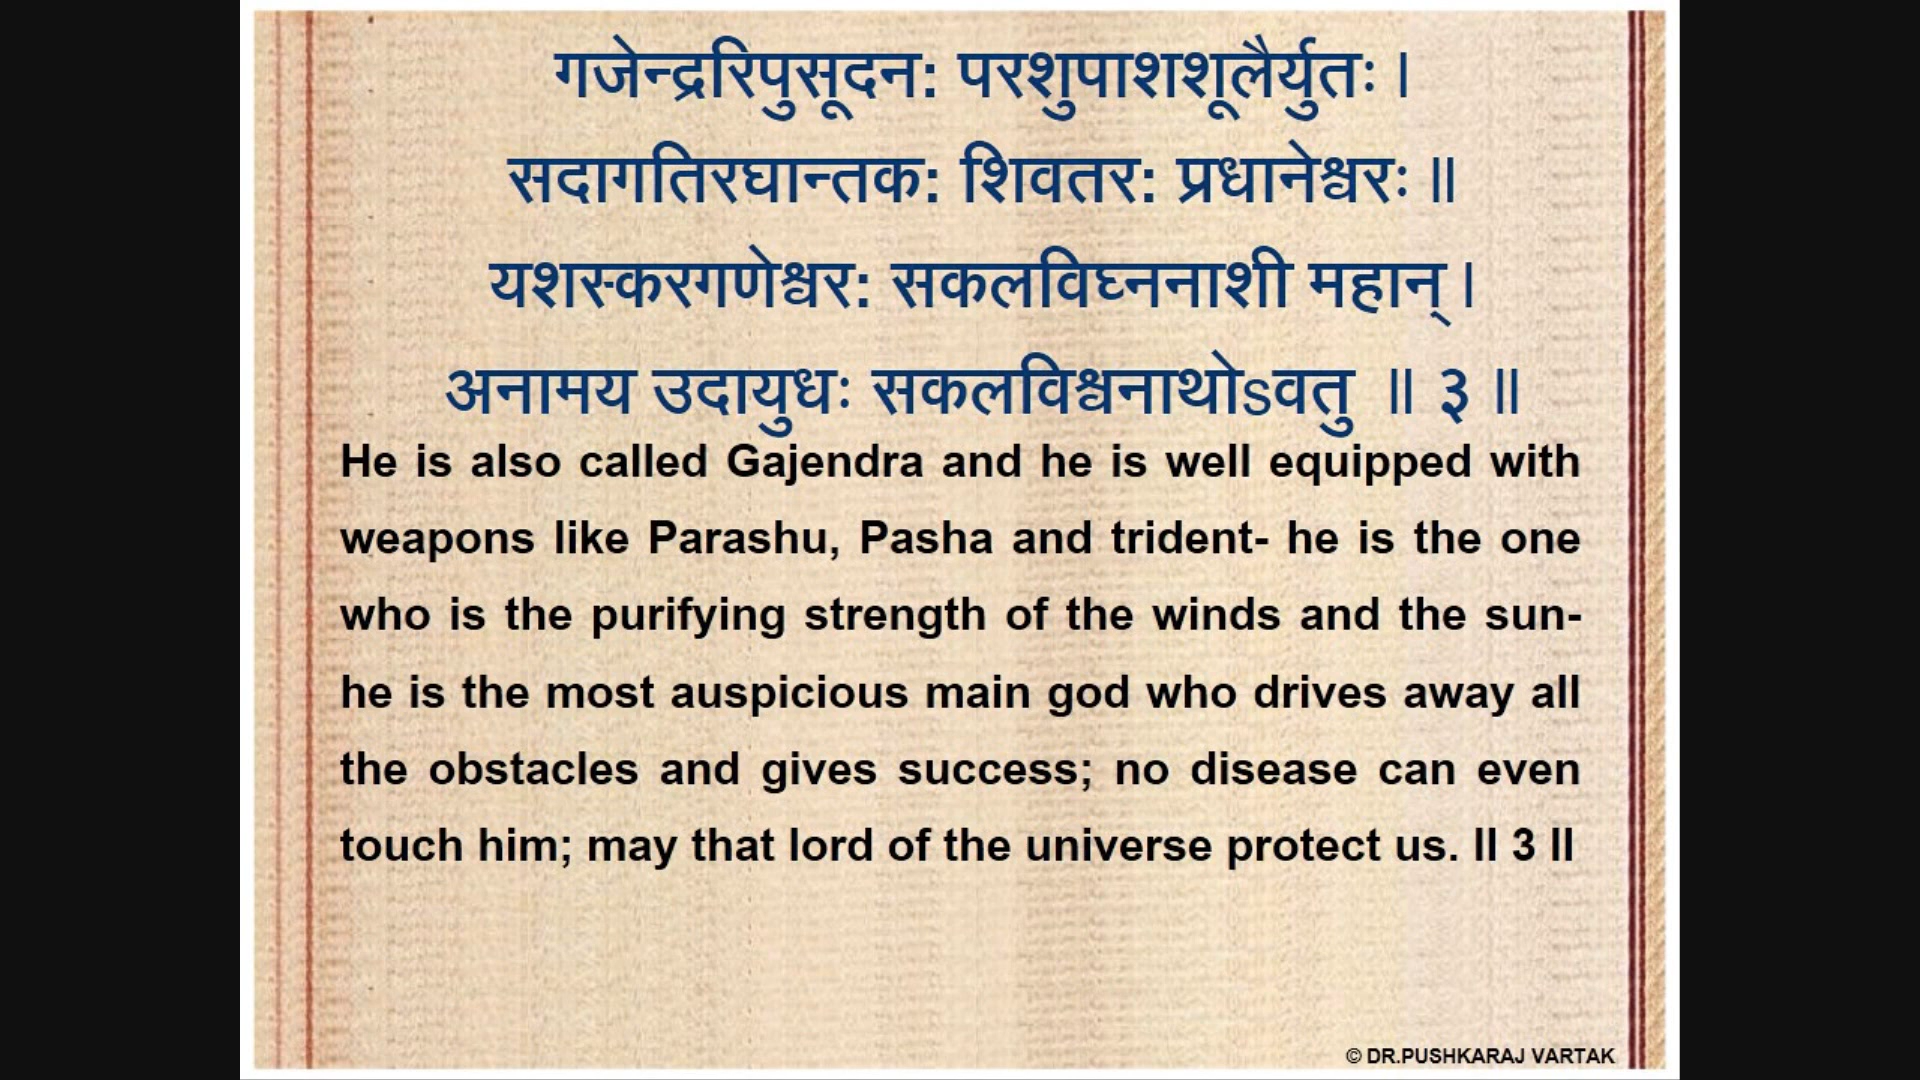 गजेन्द्ररिपुसूदन: परशुपाशशूलैर्युतः ।
सदागतिरघान्तक: शिवतर: प्रधानेश्वरः ॥
यशस्करगणेश्वर: सकलविघ्ननाशी महान् ।
अनामय उदायुधः सकलविश्वनाथोsवतु ॥ ३ ॥
He is also called Gajendra and he is well equipped with
weapons like Parashu, Pasha and trident- he is the one
who is the purifying strength of the winds and the sun-
he is the most auspicious main god who drives away all
the obstacles and gives success; no disease can even
touch him; may that lord of the universe protect us. ll 3 ll
© DR.PUSHKARAJ VARTAK